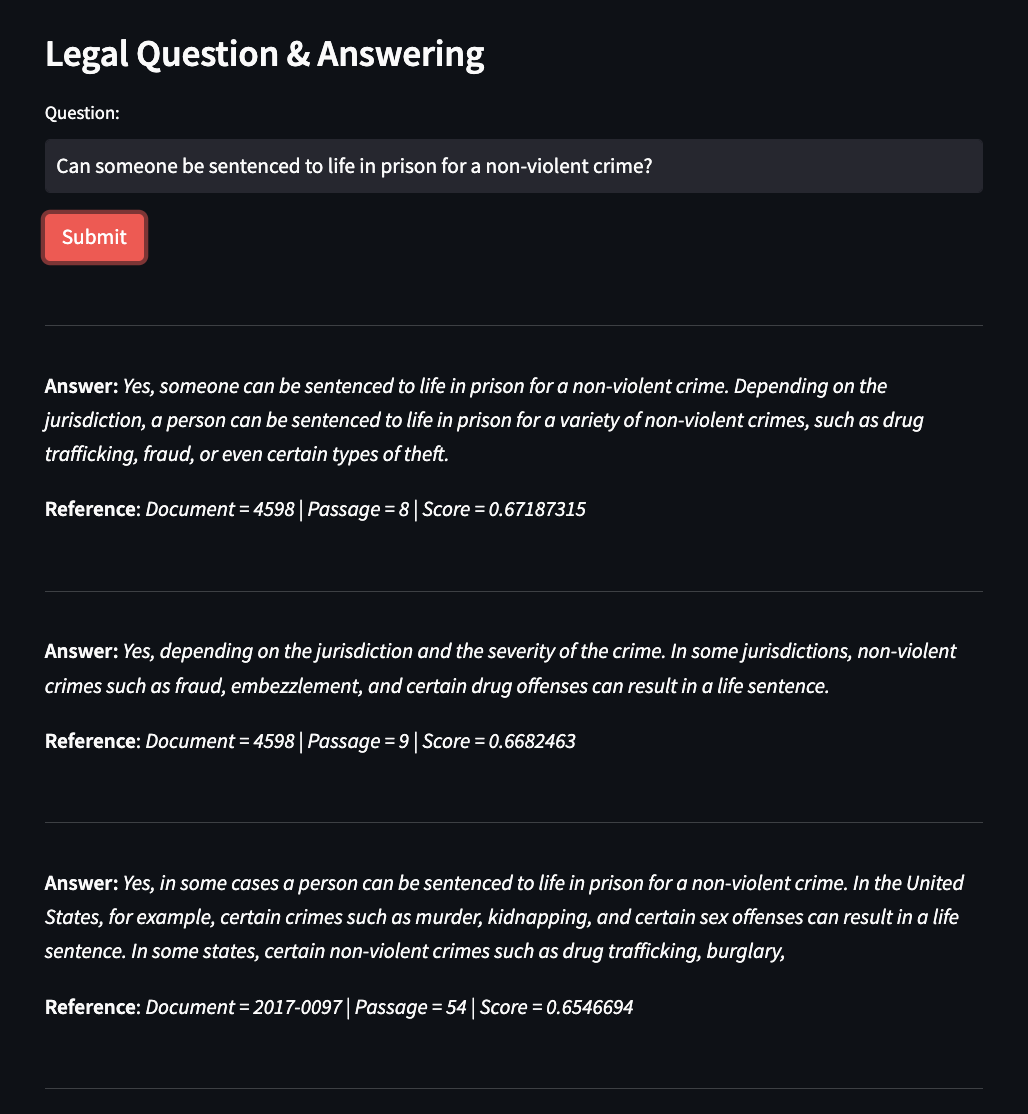 Legal Question & Answering
Question:
Can someone be sentenced to life in prison for a non-violent crime?
Submit
Answer: Yes, someone can be sentenced to life in prison for a non-violent crime. Depending on the
jurisdiction, a person can be sentenced to life in prison for a variety of non-violent crimes, such as drug
trafficking, fraud, or even certain types of theft.
Reference: Document = 4598 | Passage = 8 | Score = 0.67187315
Answer: Yes, depending on the jurisdiction and the severity of the crime. In some jurisdictions, non-violent
crimes such as fraud, embezzlement, and certain drug offenses can result in a life sentence.
Reference: Document = 4598 | Passage = 9 | Score = 0.6682463
Answer: Yes, in some cases a person can be sentenced to life in prison for a non-violent crime. In the United
States, for example, certain crimes such as murder, kidnapping, and certain sex offenses can result in a life
sentence. In some states, certain non-violent crimes such as drug trafficking, burglary,
Reference: Document = 2017-0097 | Passage = 54 | Score = 0.6546694